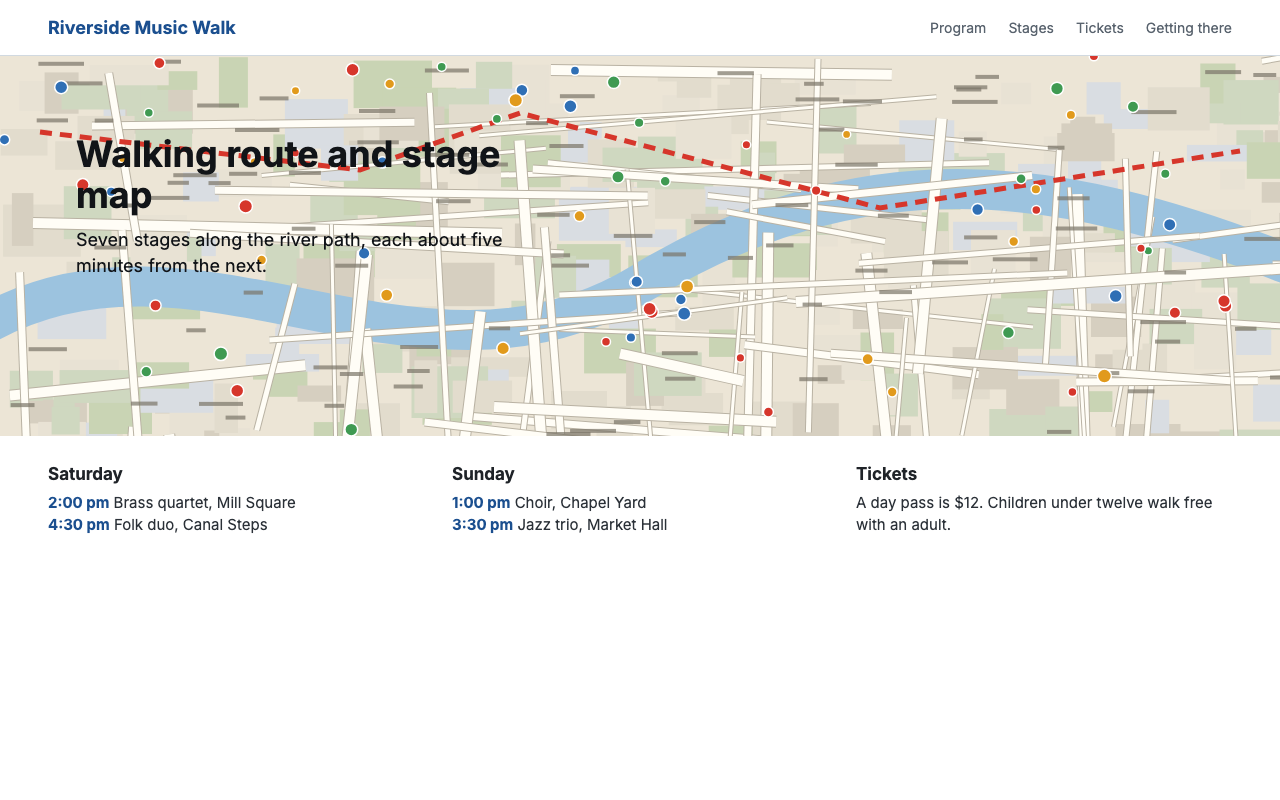 Riverside Music Walk
Program Stages Tickets Getting there
Walking route and stage
map
Seven stages along the river path, each about five
minutes from the next.
Saturday
2:00 pm Brass quartet, Mill Square
4:30 pm Folk duo, Canal Steps
Sunday
1:00 pm Choir, Chapel Yard
3:30 pm Jazz trio, Market Hall
Tickets
A day pass is $12. Children under twelve walk free
with an adult.